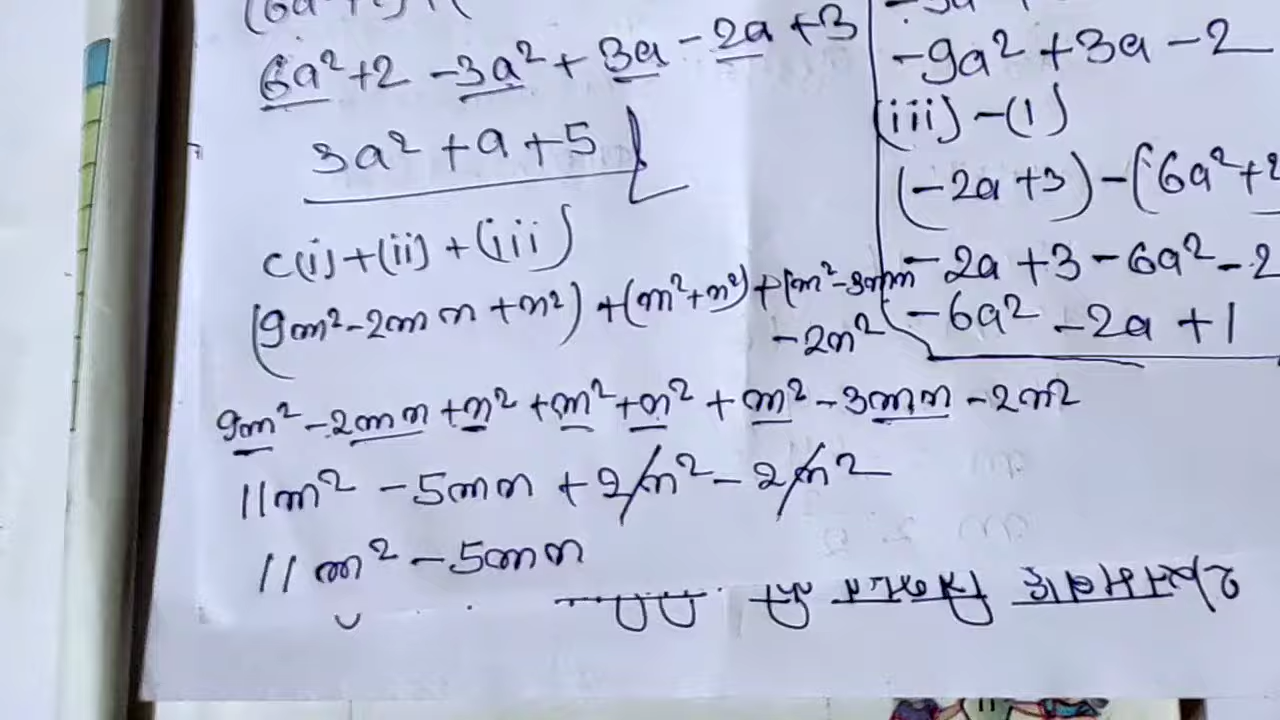 6a² + 2 - 3a² + 3a - 2a + 3
3a² + a + 5
c(i) + (ii) + (iii)
(9m² - 2mn + n²) + (m² + n²) + (m² - 3mn
- 2n²
9m² - 2mn + n² + m² + n² + m² - 3mn - 2n²
11m² - 5mn + 2n² - 2n²
11m² - 5mn
-9a² + 3a - 2
(iii) - (1)
(-2a + 3) - (6a² + 2
-2a + 3 - 6a² - 2
-6a² - 2a + 1